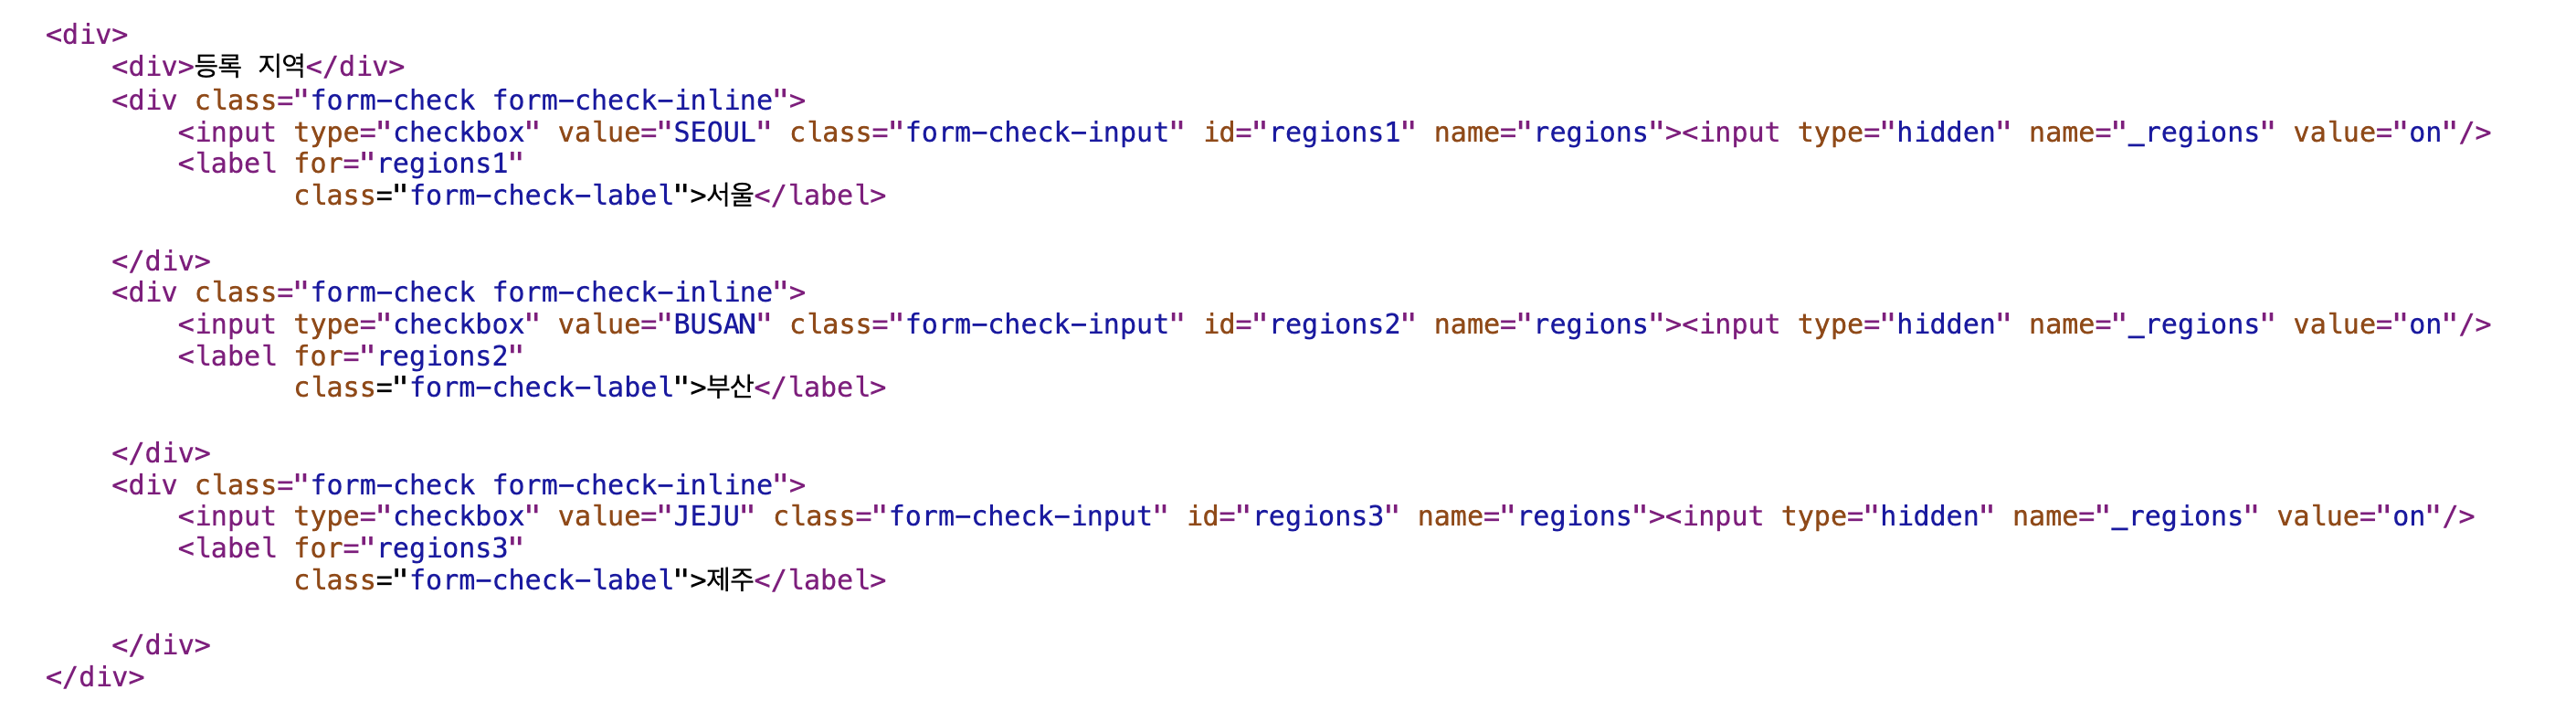 <div>
<div>등록 지역</div>
<div class="form-check form-check-inline">
<input type="checkbox" value="SEOUL" class="form-check-input" id="regions1" name="regions"><input type="hidden" name="_regions" value="on"/>
<label for="regions1"
class="form-check-label">서울</label>
</div>
<div class="form-check form-check-inline">
<input type="checkbox" value="BUSAN" class="form-check-input" id="regions2" name="regions"><input type="hidden" name="_regions" value="on"/>
<label for="regions2"
class="form-check-label">부산</label>
</div>
<div class="form-check form-check-inline">
<input type="checkbox" value="JEJU" class="form-check-input" id="regions3" name="regions"><input type="hidden" name="_regions" value="on"/>
<label for="regions3"
class="form-check-label">제주</label>
</div>
</div>